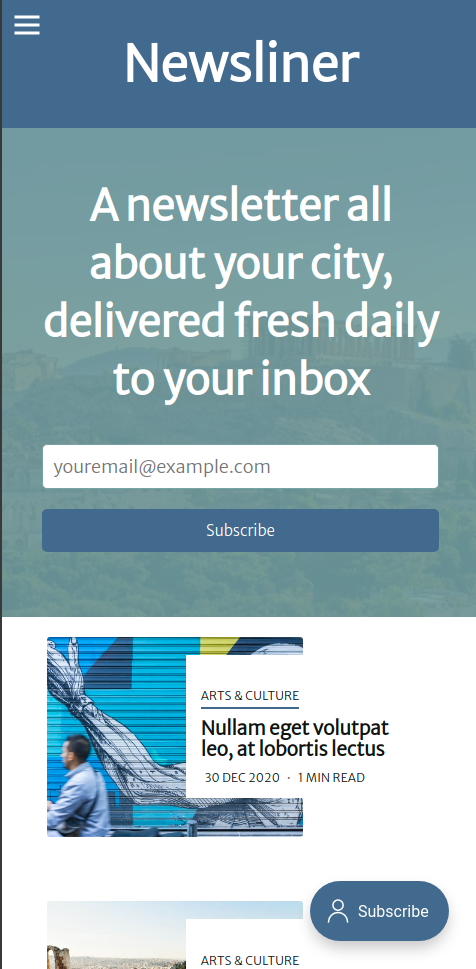 Newsliner
A newsletter all
about your city,
delivered fresh daily
to your inbox
youremail@example.com
Subscribe
ARTS & CULTURE
Nullam eget volutpat
leo, at lobortis lectus
30 DEC 2020 · 1 MIN READ
Subscribe
ARTS & CULTURE